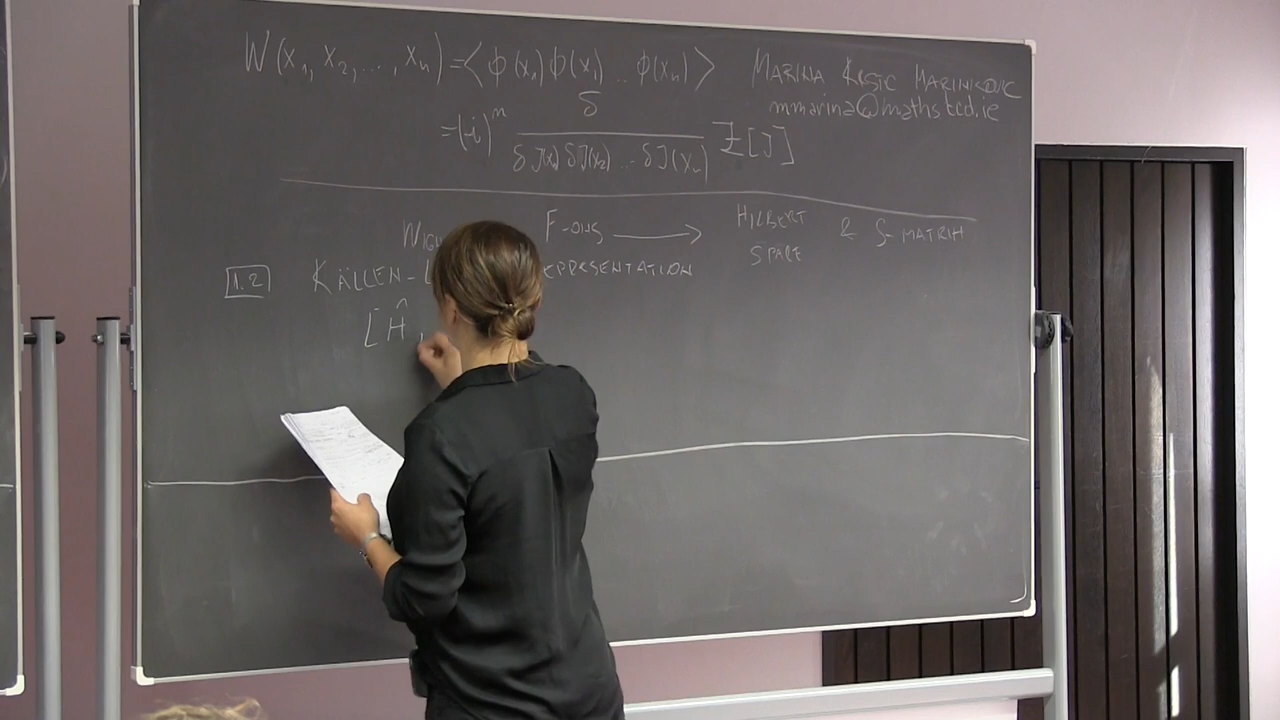 W(x₁, x₂, ..., xₙ) = ⟨ φ(x₁) φ(x₁) .. φ(xₙ) ⟩
MARINA KRSTIC MARINKOVIC
mmarina@maths.tcd.ie
= (-i)ⁿ δ / δJ(x₁) δJ(x₂) ... δJ(xₙ) Z[J]
WIGH F-ONS ⟶ HILBERT SPACE & S-MATRIX
1.2 KÄLLEN- REPRESENTATION
[Ĥ,